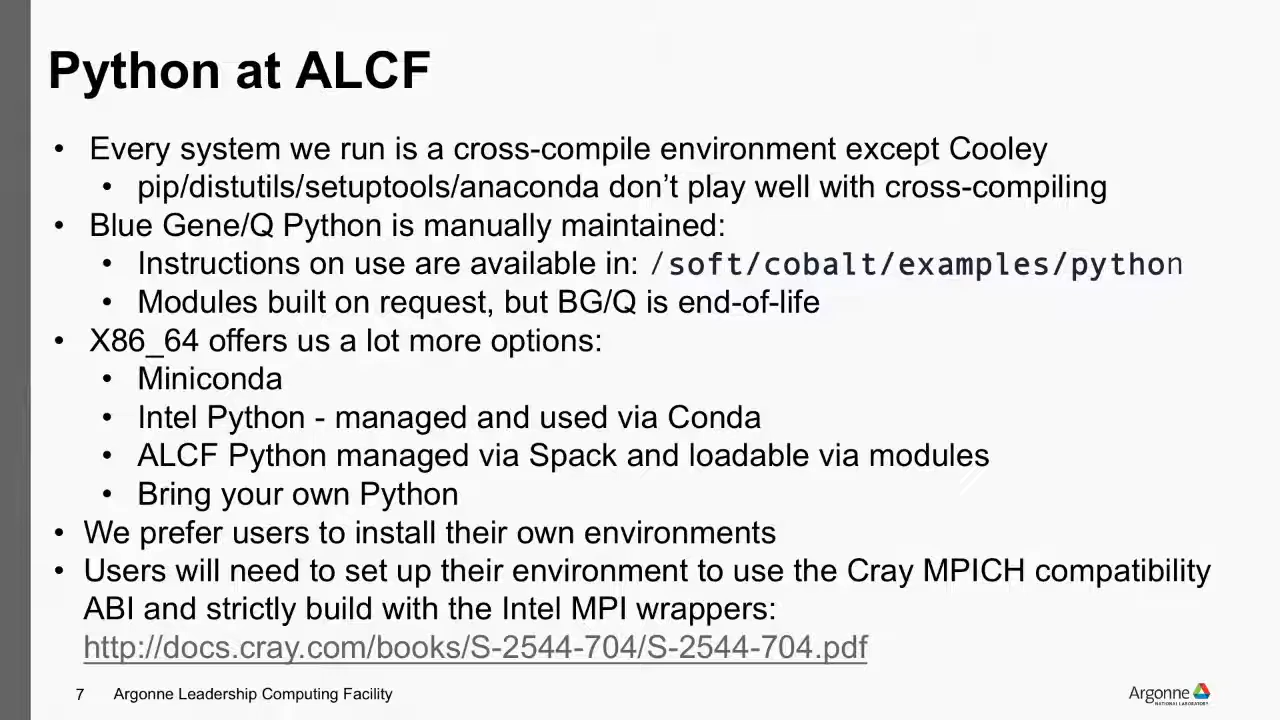 Python at ALCF
• Every system we run is a cross-compile environment except Cooley
• pip/distutils/setuptools/anaconda don’t play well with cross-compiling
• Blue Gene/Q Python is manually maintained:
• Instructions on use are available in: /soft/cobalt/examples/python
• Modules built on request, but BG/Q is end-of-life
• X86_64 offers us a lot more options:
• Miniconda
• Intel Python - managed and used via Conda
• ALCF Python managed via Spack and loadable via modules
• Bring your own Python
• We prefer users to install their own environments
• Users will need to set up their environment to use the Cray MPICH compatibility
ABI and strictly build with the Intel MPI wrappers:
http://docs.cray.com/books/S-2544-704/S-2544-704.pdf
7 Argonne Leadership Computing Facility
Argonne
NATIONAL LABORATORY